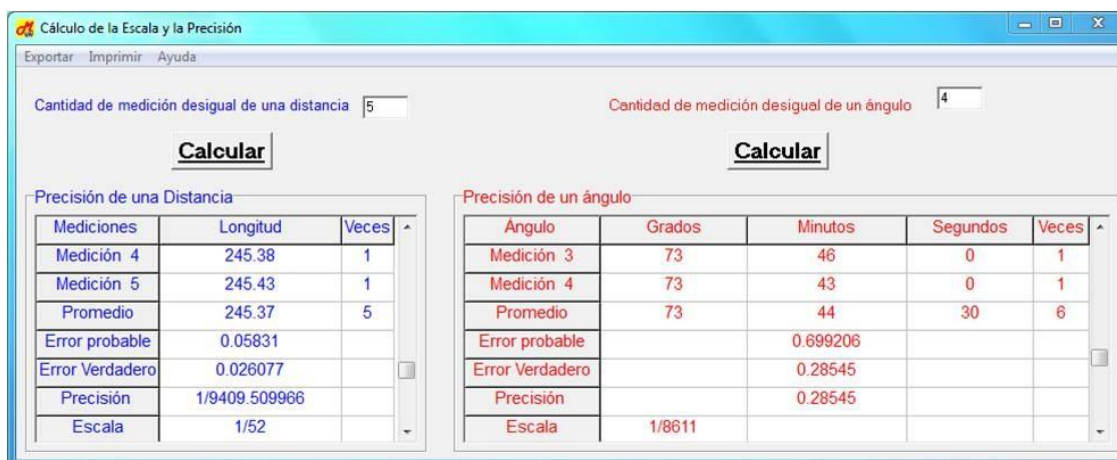 Cálculo de la Escala y la Precisión
Exportar Imprimir Ayuda
Cantidad de medición desigual de una distancia 5
Cantidad de medición desigual de un ángulo 4
Calcular
Calcular
Precisión de una Distancia
Mediciones Longitud Veces
Medición 4 245.38 1
Medición 5 245.43 1
Promedio 245.37 5
Error probable 0.05831
Error Verdadero 0.026077
Precisión 1/9409.509966
Escala 1/52
Precisión de un ángulo
Ángulo Grados Minutos Segundos Veces
Medición 3 73 46 0 1
Medición 4 73 43 0 1
Promedio 73 44 30 6
Error probable 0.699206
Error Verdadero 0.28545
Precisión 0.28545
Escala 1/8611